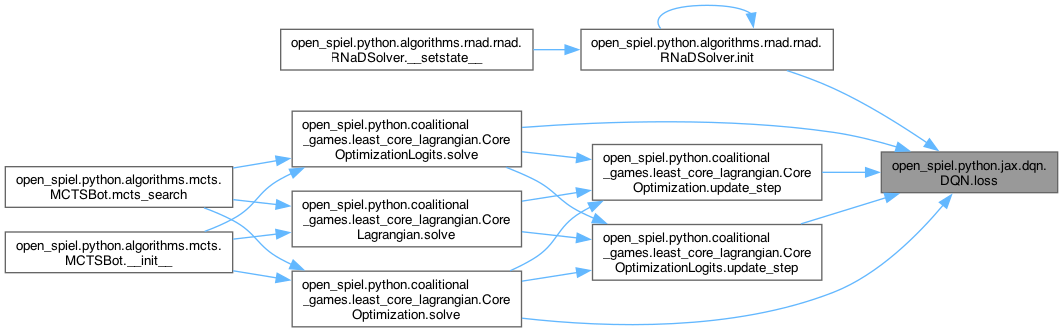 open_spiel.python.algorithms.rnad.rnad.
RNaDSolver.__setstate__
open_spiel.python.algorithms.rnad.rnad.
RNaDSolver.init
open_spiel.python.coalitional
_games.least_core_lagrangian.Core
OptimizationLogits.solve
open_spiel.python.coalitional
_games.least_core_lagrangian.Core
Optimization.update_step
open_spiel.python.jax.dqn.
DQN.loss
open_spiel.python.algorithms.mcts.
MCTSBot.mcts_search
open_spiel.python.coalitional
_games.least_core_lagrangian.Core
Lagrangian.solve
open_spiel.python.algorithms.mcts.
MCTSBot.__init__
open_spiel.python.coalitional
_games.least_core_lagrangian.Core
OptimizationLogits.update_step
open_spiel.python.coalitional
_games.least_core_lagrangian.Core
Optimization.solve